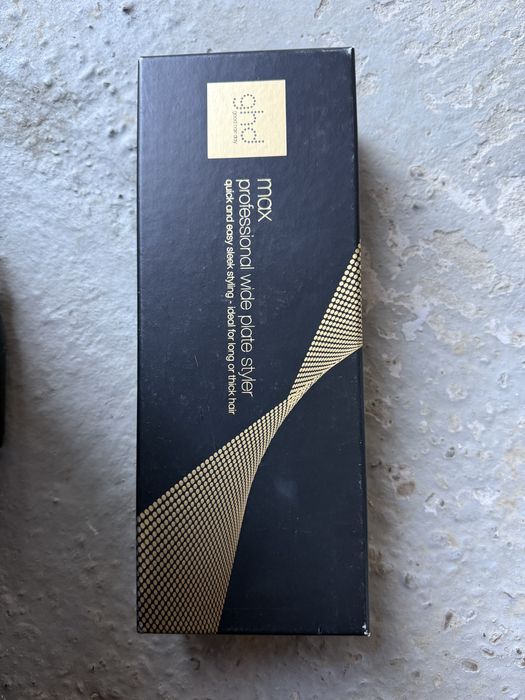 ghd
good hair day
max
professional wide plate styler
quick and easy sleek styling - ideal for long or thick hair